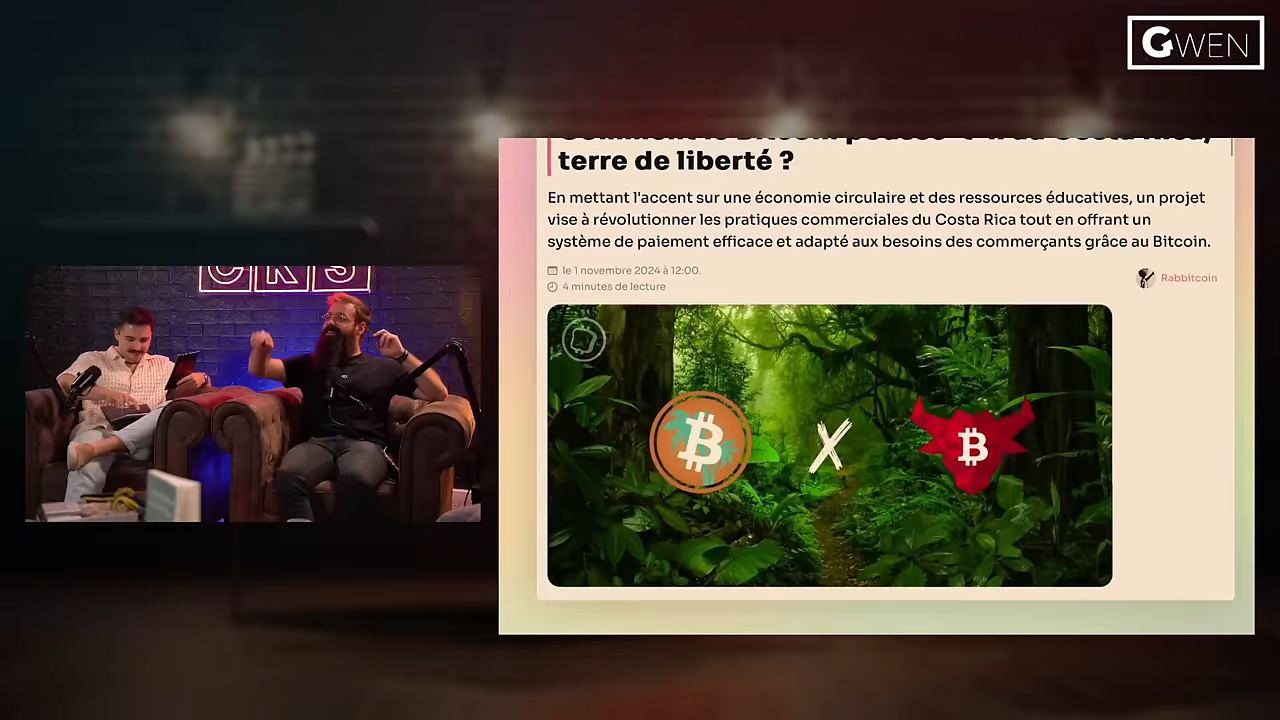 GWEN
terre de liberté ?
En mettant l'accent sur une économie circulaire et des ressources éducatives, un projet
vise à révolutionner les pratiques commerciales du Costa Rica tout en offrant un
système de paiement efficace et adapté aux besoins des commerçants grâce au Bitcoin.
le 1 novembre 2024 à 12:00.
4 minutes de lecture
Rabbitcoin